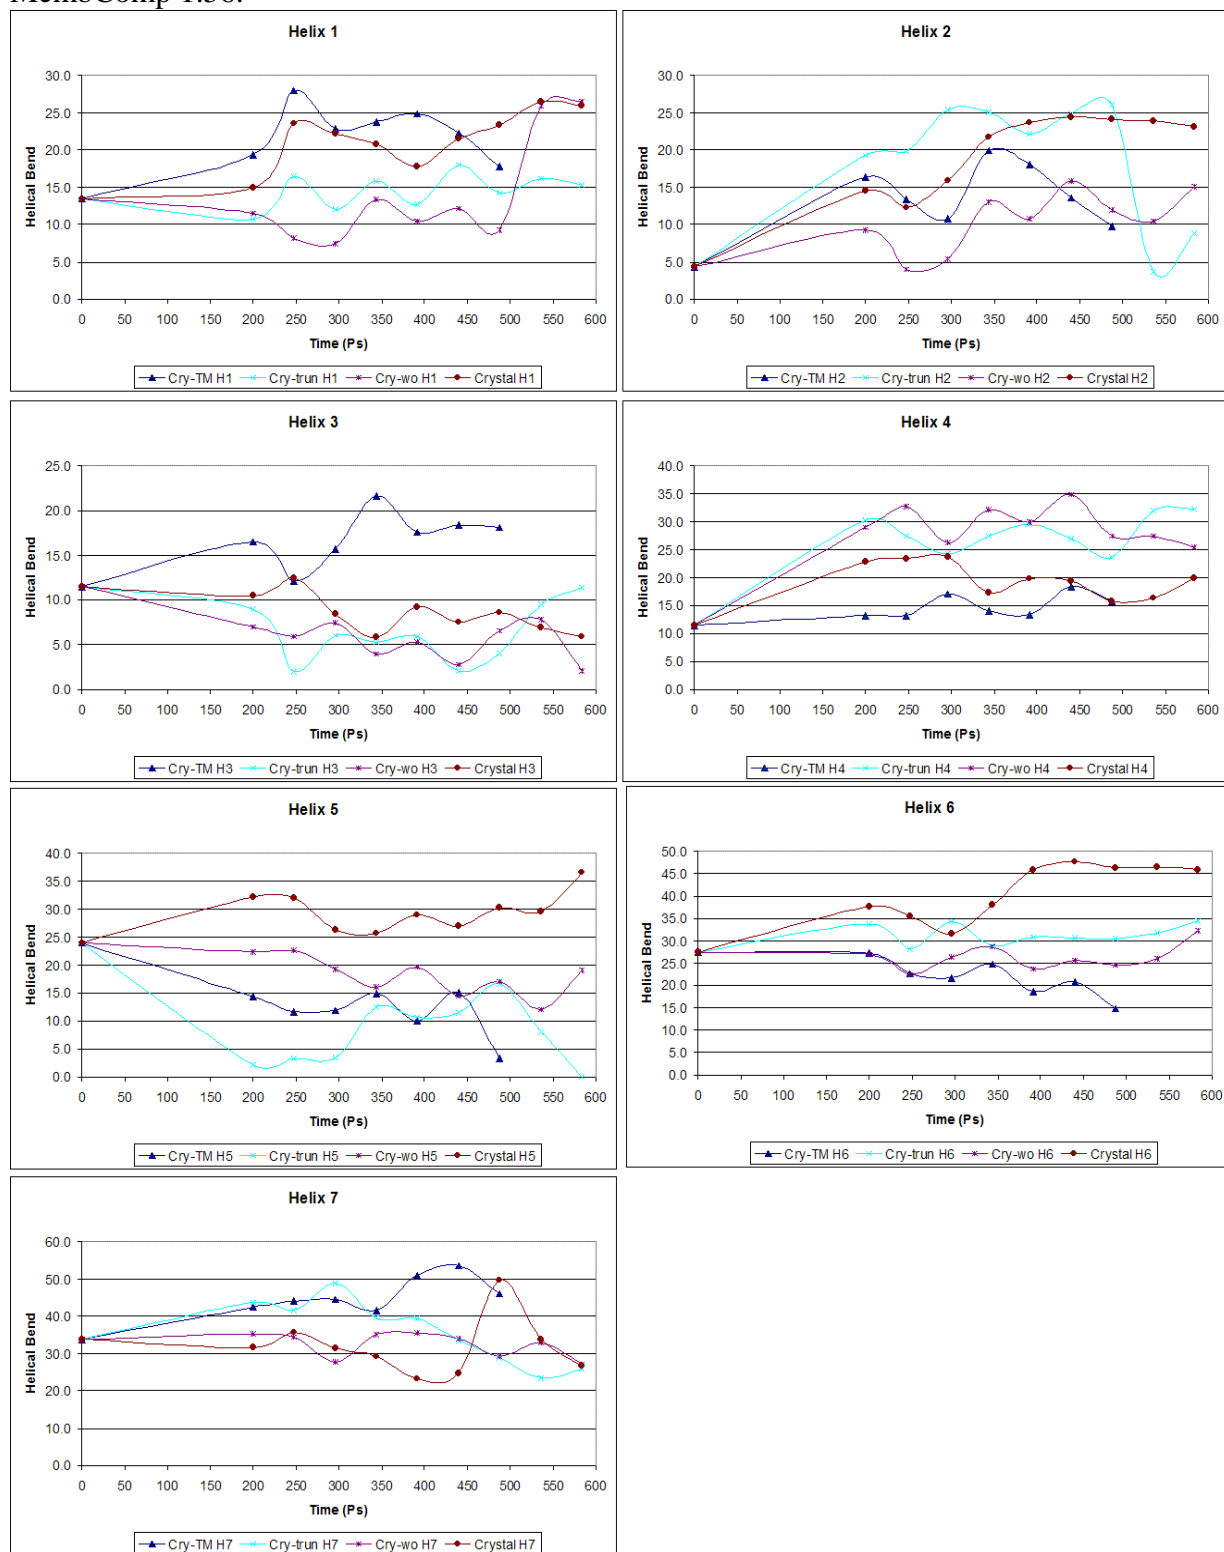 MembComp 1.38.
Helix 1
Helical Bend
30.0
25.0
20.0
15.0
10.0
5.0
0.0
0 50 100 150 200 250 300 350 400 450 500 550 600
Time (Ps)
Cry-TM H1 Cry-trun H1 Cry-wo H1 Crystal H1
Helix 2
Helical Bend
30.0
25.0
20.0
15.0
10.0
5.0
0.0
0 50 100 150 200 250 300 350 400 450 500 550 600
Time (Ps)
Cry-TM H2 Cry-trun H2 Cry-wo H2 Crystal H2
Helix 3
Helical Bend
25.0
20.0
15.0
10.0
5.0
0.0
0 50 100 150 200 250 300 350 400 450 500 550 600
Time (Ps)
Cry-TM H3 Cry-trun H3 Cry-wo H3 Crystal H3
Helix 4
Helical Bend
40.0
35.0
30.0
25.0
20.0
15.0
10.0
5.0
0.0
0 50 100 150 200 250 300 350 400 450 500 550 600
Time (Ps)
Cry-TM H4 Cry-trun H4 Cry-wo H4 Crystal H4
Helix 5
Helical Bend
40.0
35.0
30.0
25.0
20.0
15.0
10.0
5.0
0.0
0 50 100 150 200 250 300 350 400 450 500 550 600
Time (Ps)
Cry-TM H5 Cry-trun H5 Cry-wo H5 Crystal H5
Helix 6
Helical Bend
50.0
45.0
40.0
35.0
30.0
25.0
20.0
15.0
10.0
5.0
0.0
0 50 100 150 200 250 300 350 400 450 500 550 600
Time (Ps)
Cry-TM H6 Cry-trun H6 Cry-wo H6 Crystal H6
Helix 7
Helical Bend
60.0
50.0
40.0
30.0
20.0
10.0
0.0
0 50 100 150 200 250 300 350 400 450 500 550 600
Time (Ps)
Cry-TM H7 Cry-trun H7 Cry-wo H7 Crystal H7